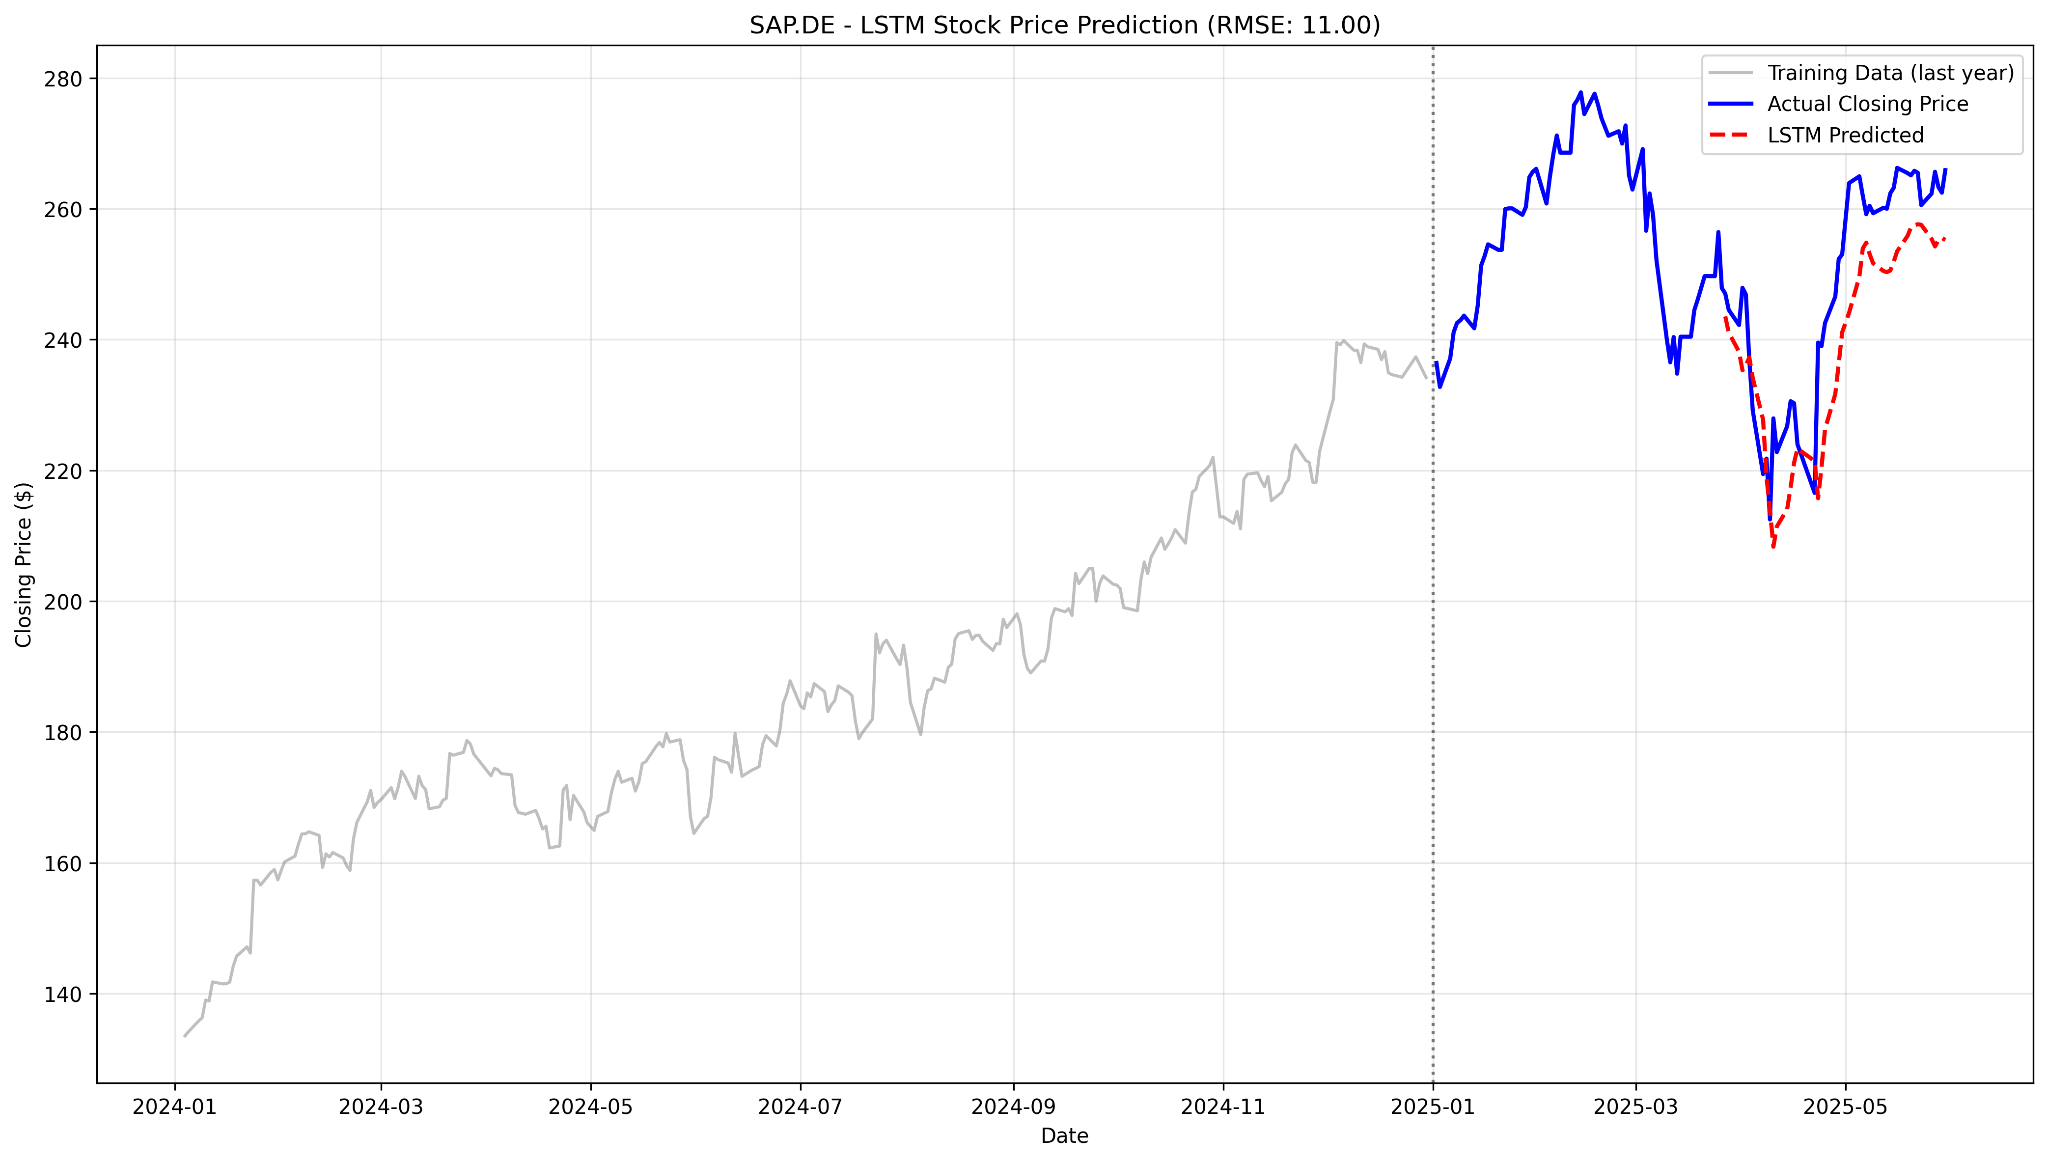 SAP.DE - LSTM Stock Price Prediction (RMSE: 11.00)
Training Data (last year)
Actual Closing Price
LSTM Predicted
Closing Price ($)
280
260
240
220
200
180
160
140
2024-01
2024-03
2024-05
2024-07
2024-09
2024-11
2025-01
2025-03
2025-05
Date